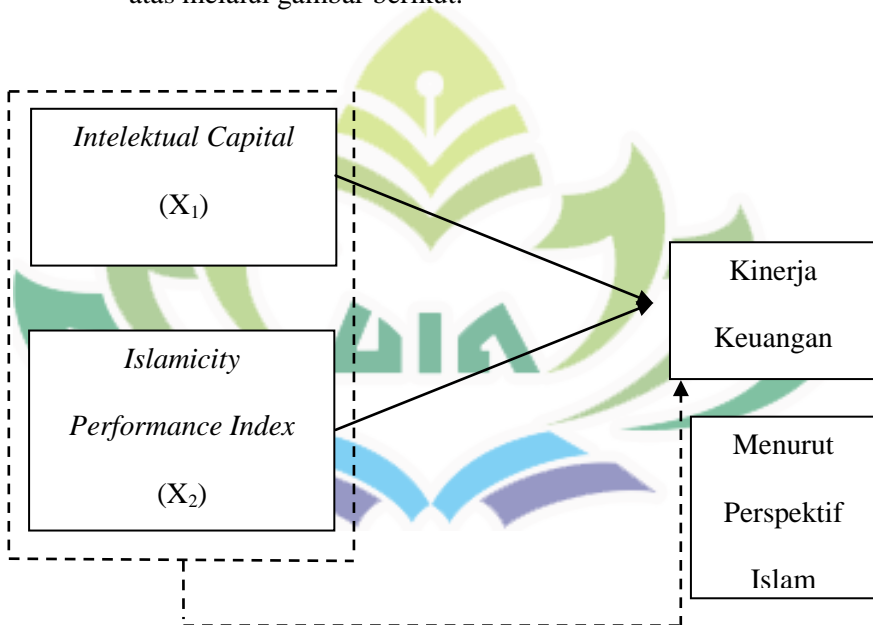 atas melalui gambar berikut:
Intelektual Capital
(X₁)
Islamicity
Performance Index
(X₂)
Kinerja
Keuangan
Menurut
Perspektif
Islam